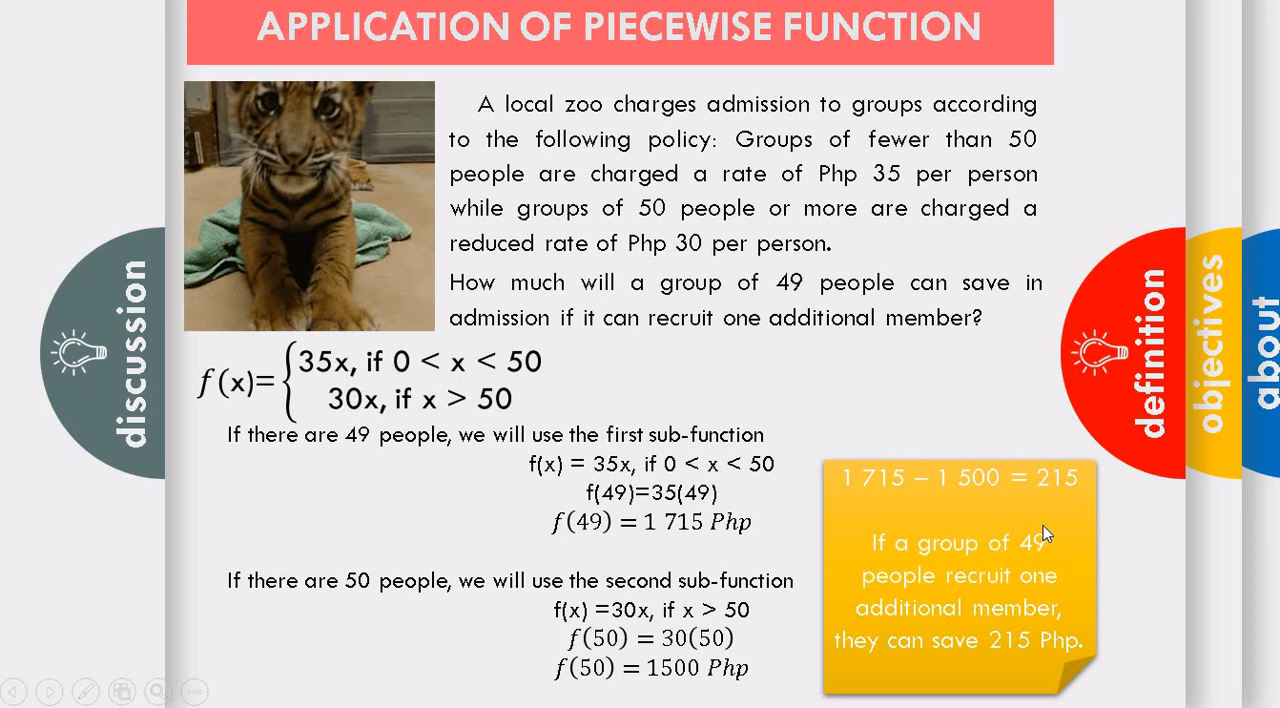 APPLICATION OF PIECEWISE FUNCTION
A local zoo charges admission to groups according
to the following policy: Groups of fewer than 50
people are charged a rate of Php 35 per person
while groups of 50 people or more are charged a
reduced rate of Php 30 per person.
How much will a group of 49 people can save in
admission if it can recruit one additional member?
f(x)={35x, if 0 < x < 50
30x, if x > 50
If there are 49 people, we will use the first sub-function
f(x) = 35x, if 0 < x < 50
f(49)=35(49)
f(49) = 1 715 Php
If there are 50 people, we will use the second sub-function
f(x) =30x, if x > 50
f(50) = 30(50)
f(50) = 1500 Php
1 715 – 1 500 = 215
If a group of 49
people recruit one
additional member,
they can save 215 Php.
discussion
definition
objectives
about